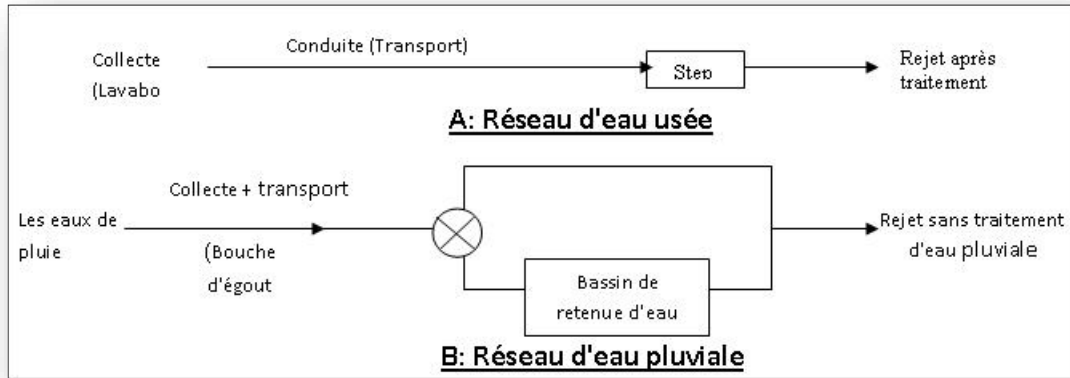 Collecte
(Lavabo
Conduite (Transport)
Step
Rejet après
traitement
A: Réseau d'eau usée
Les eaux de
pluie
Collecte + transport
(Bouche
d'égout
Bassin de
retenue d'eau
Rejet sans traitement
d'eau pluviale
B: Réseau d'eau pluviale